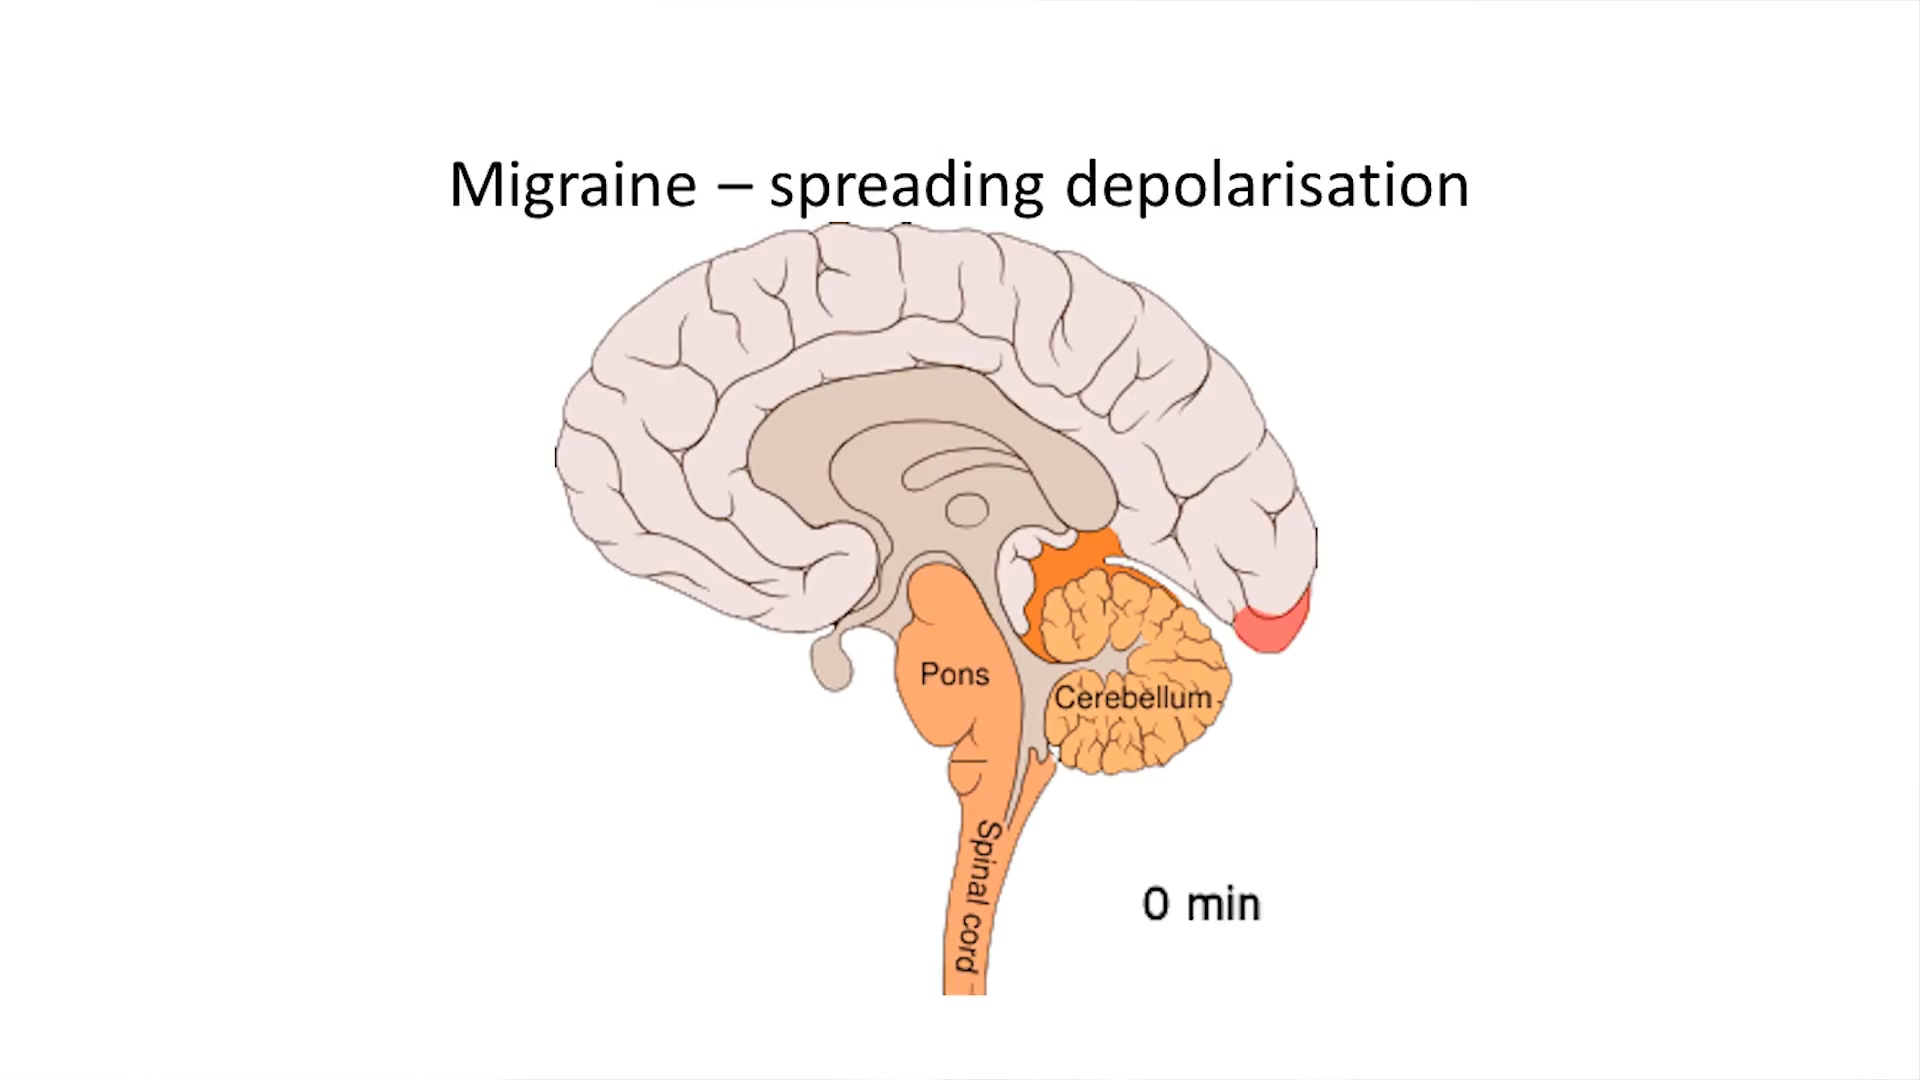 Migraine – spreading depolarisation
Pons
Cerebellum
Spinal cord
0 min